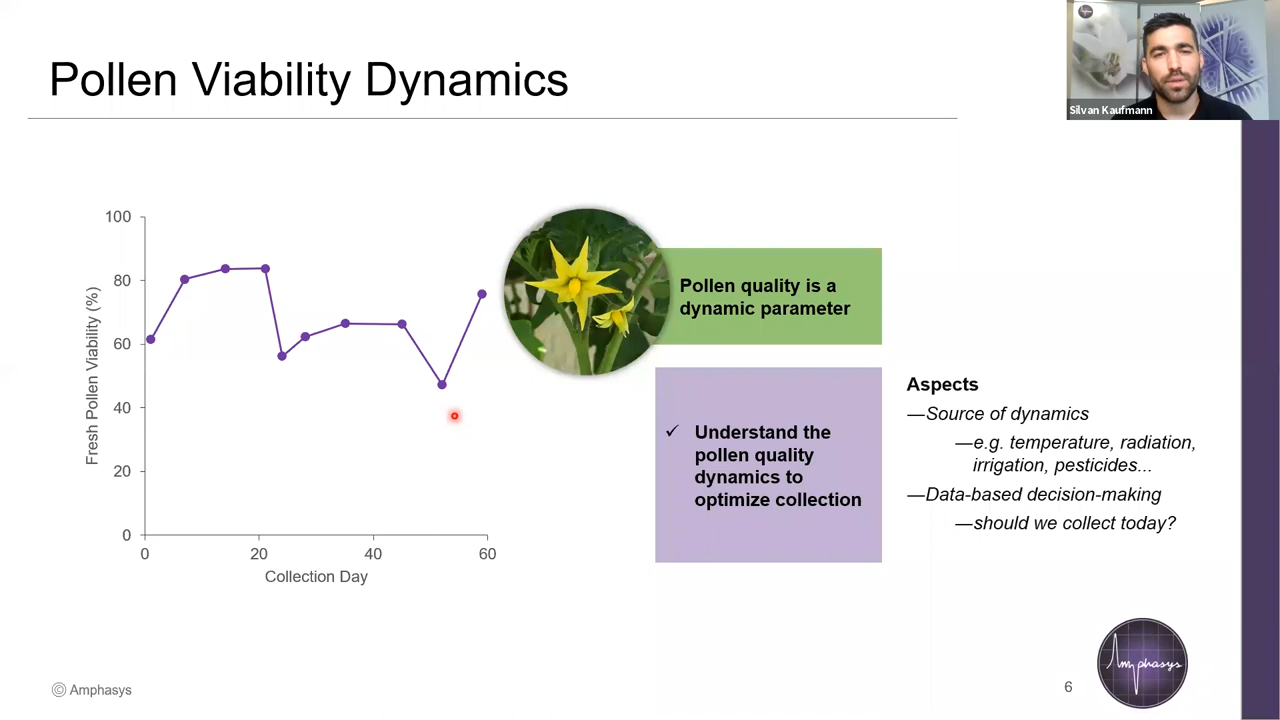 Pollen Viability Dynamics
Silvan Kaufmann
100
80
60
40
20
0
Fresh Pollen Viability (%)
0 20 40 60
Collection Day
Pollen quality is a
dynamic parameter
✓ Understand the
pollen quality
dynamics to
optimize collection
Aspects
—Source of dynamics
—e.g. temperature, radiation,
irrigation, pesticides...
—Data-based decision-making
—should we collect today?
© Amphasys
6
Amphasys